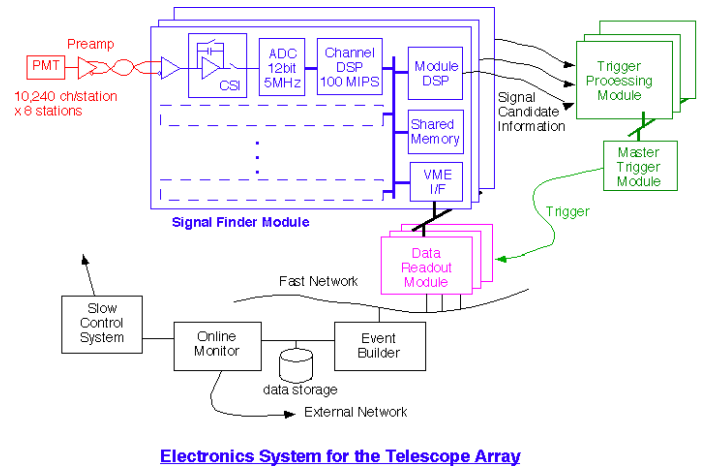 Preamp
PMT
10,240 ch/station
x 8 stations
CSI
ADC
12bit
5MHz
Channel
DSP
100 MIPS
Module
DSP
Shared
Memory
VME
I/F
Signal Finder Module
Signal
Candidate
Information
Trigger
Processing
Module
Master
Trigger
Module
Trigger
Data
Readout
Module
Fast Network
Slow
Control
System
Online
Monitor
Event
Builder
data storage
External Network
Electronics System for the Telescope Array